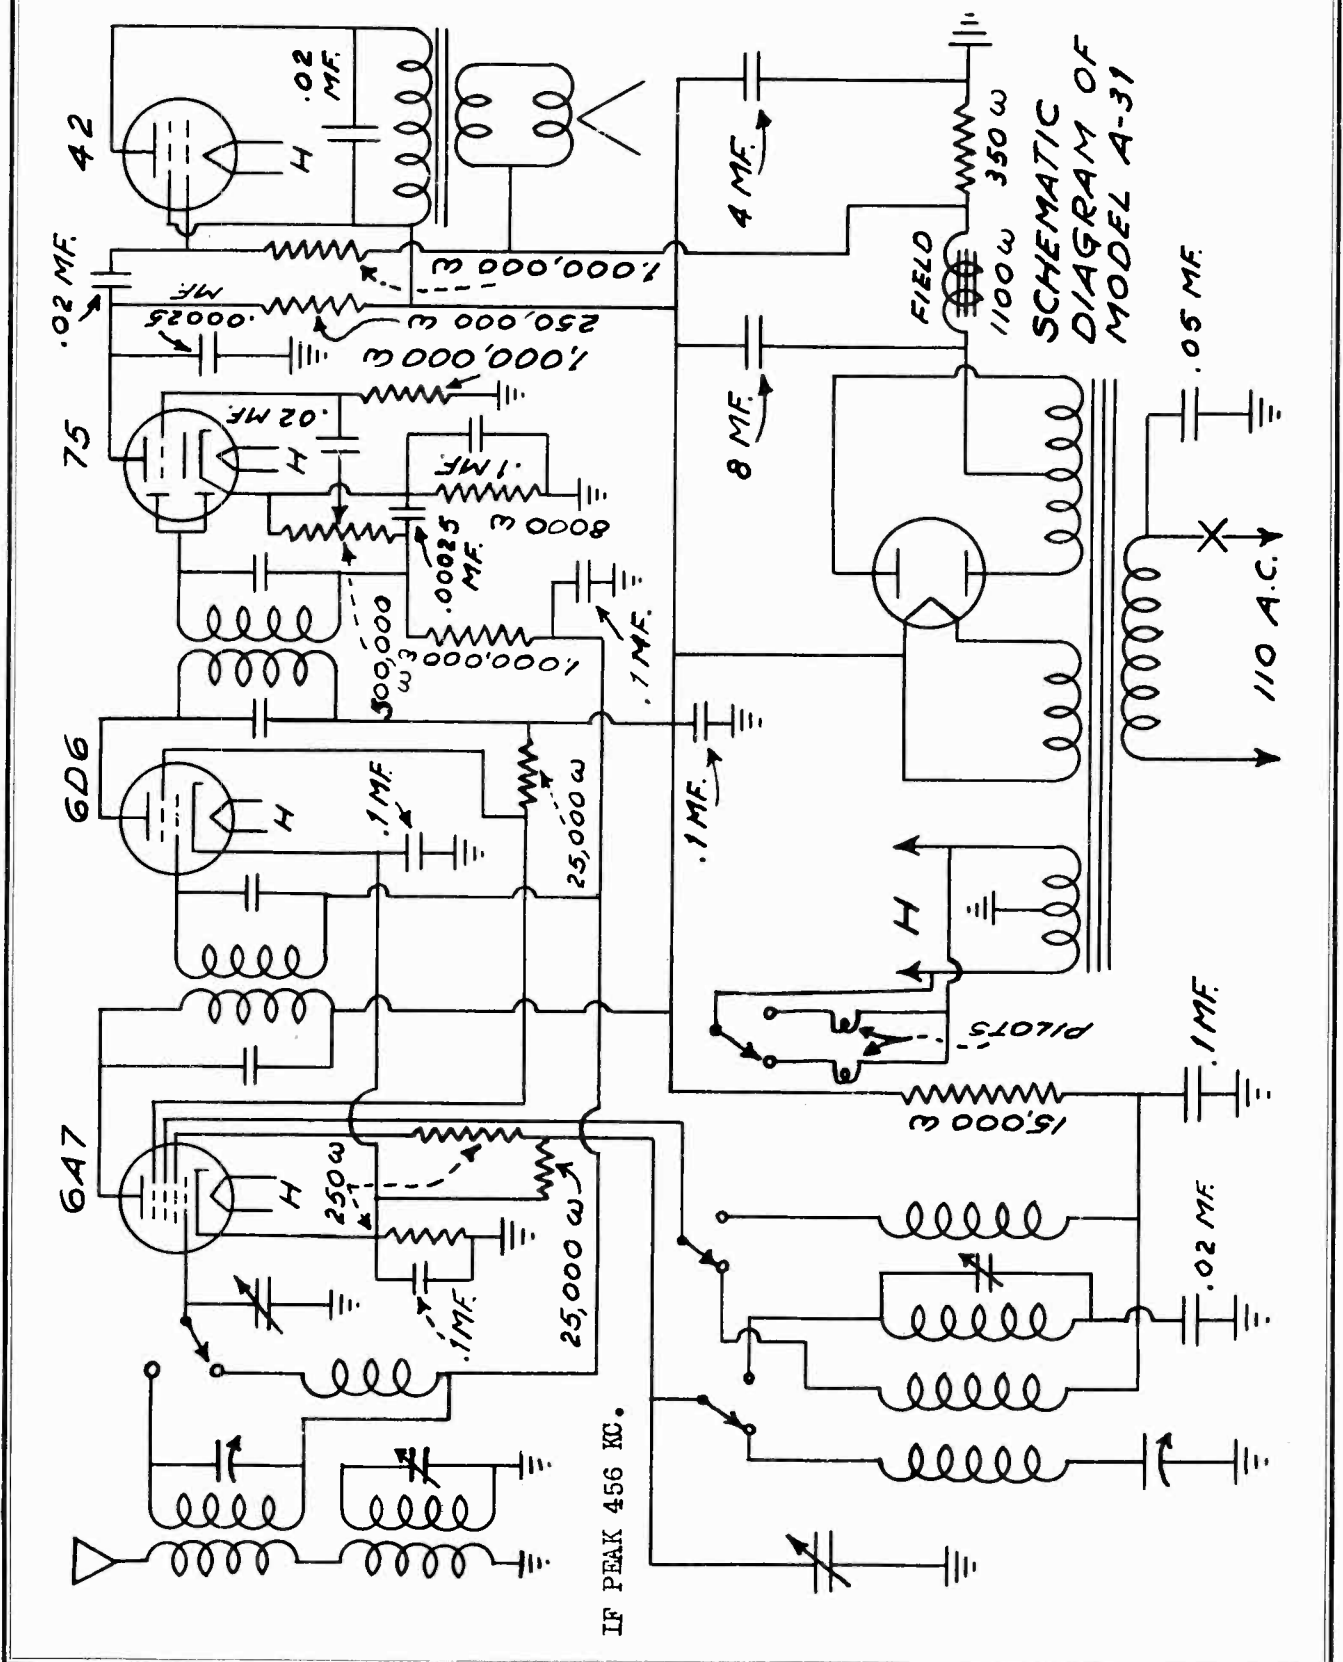 42
.02
MF.
H
.02 MF.
1,000,000 ω
250,000 ω
.00025
MF.
1,000,000 ω
75
.02 MF.
H
.1 MF.
8000 ω
.00025
MF.
500,000
ω
1,000,000
.1 MF.
6D6
H
.1 MF.
25,000 ω
.1 MF.
6A7
H
250 ω
.1 MF.
25,000 ω
IF PEAK 456 KC.
4 MF.
350 ω
FIELD
1100 ω
8 MF.
SCHEMATIC
DIAGRAM OF
MODEL A-31
.05 MF.
110 A.C.
H
PILOTS
15,000 ω
.1 MF.
.02 MF.